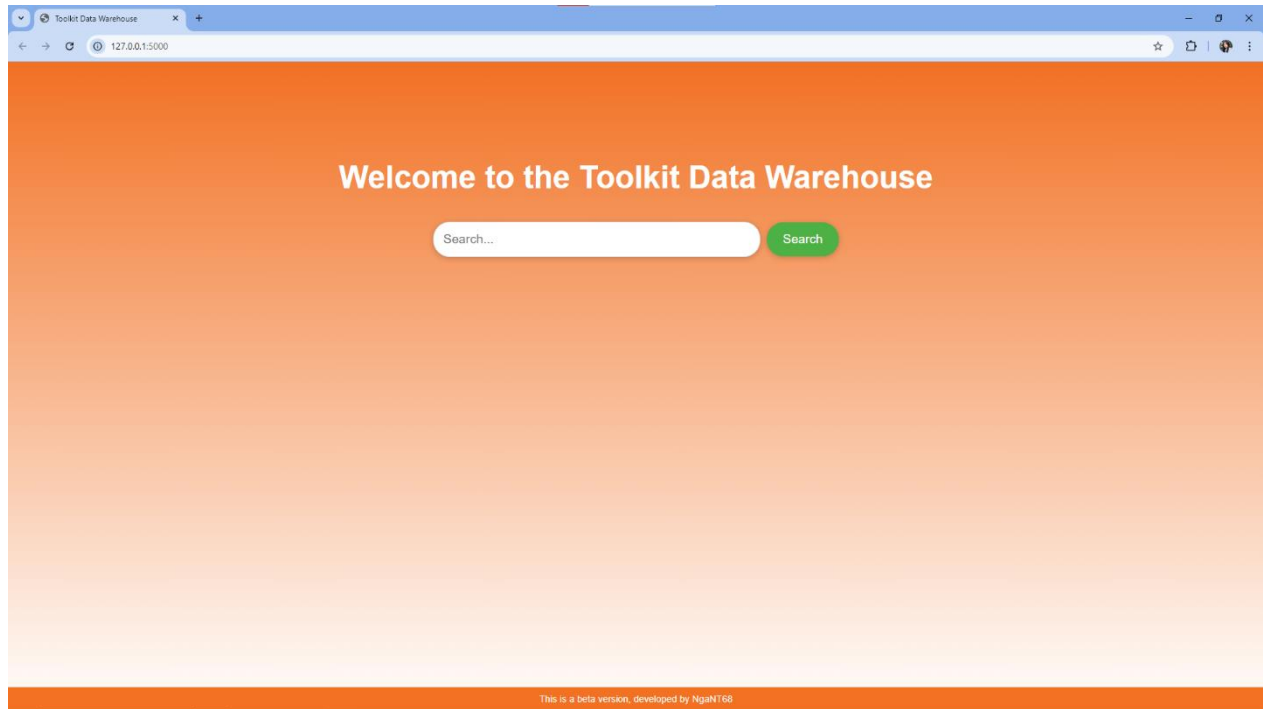 Toolkit Data Warehouse
127.0.0.1:5000
Welcome to the Toolkit Data Warehouse
Search...
Search
This is a beta version, developed by NgaNT68